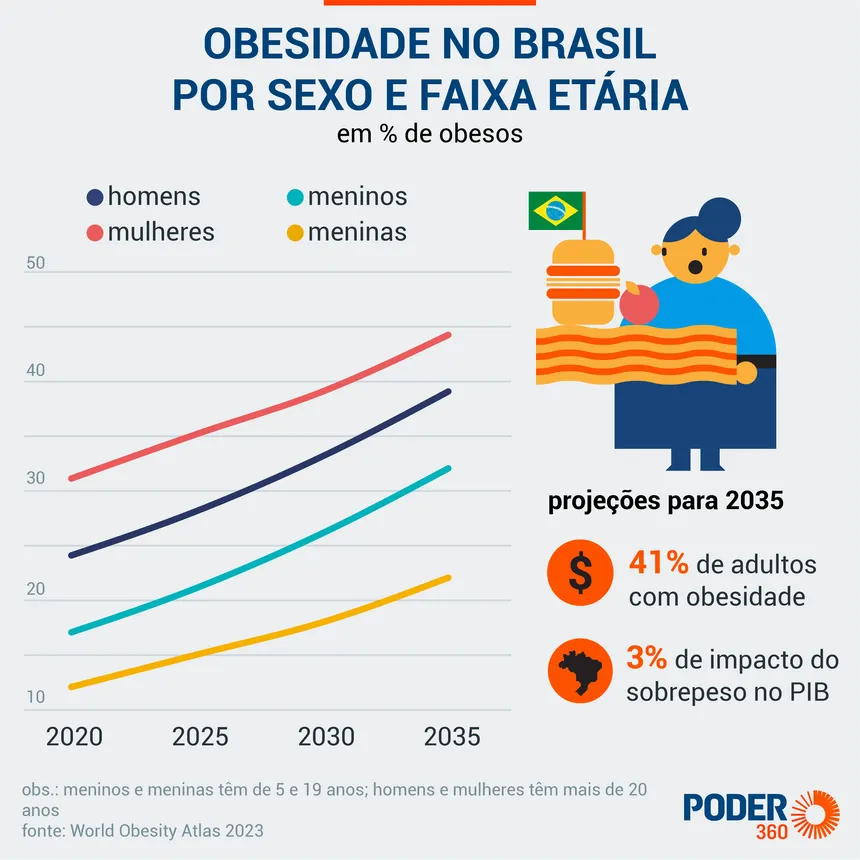 OBESIDADE NO BRASIL
POR SEXO E FAIXA ETÁRIA
em % de obesos
homens
meninos
mulheres
meninas
50
40
30
20
10
2020 2025 2030 2035
projeções para 2035
$
41% de adultos
com obesidade
3% de impacto do
sobrepeso no PIB
obs.: meninos e meninas têm de 5 e 19 anos; homens e mulheres têm mais de 20
anos
fonte: World Obesity Atlas 2023
PODER
360